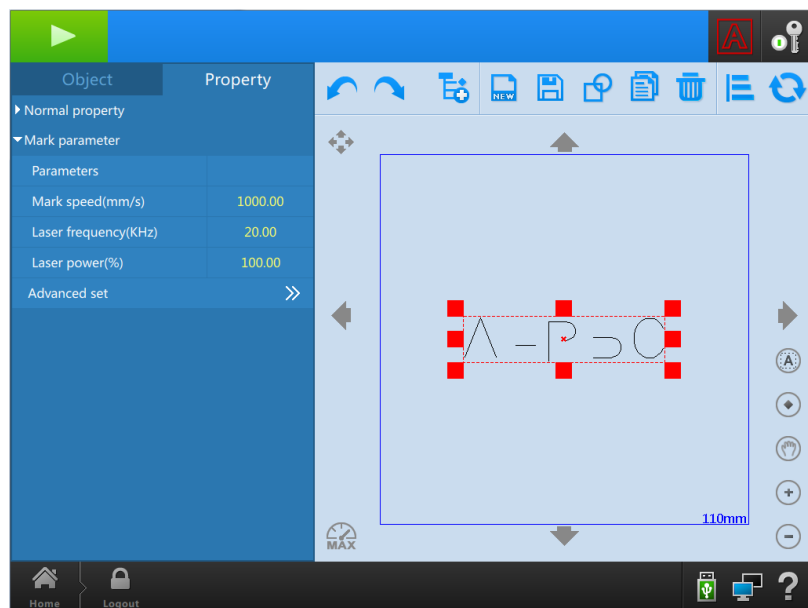 Object
Property
NEW
Normal property
Mark parameter
Parameters
Mark speed(mm/s) 1000.00
Laser frequency(KHz) 20.00
Laser power(%) 100.00
Advanced set
A
A
110mm
MAX
Home
Logout
?